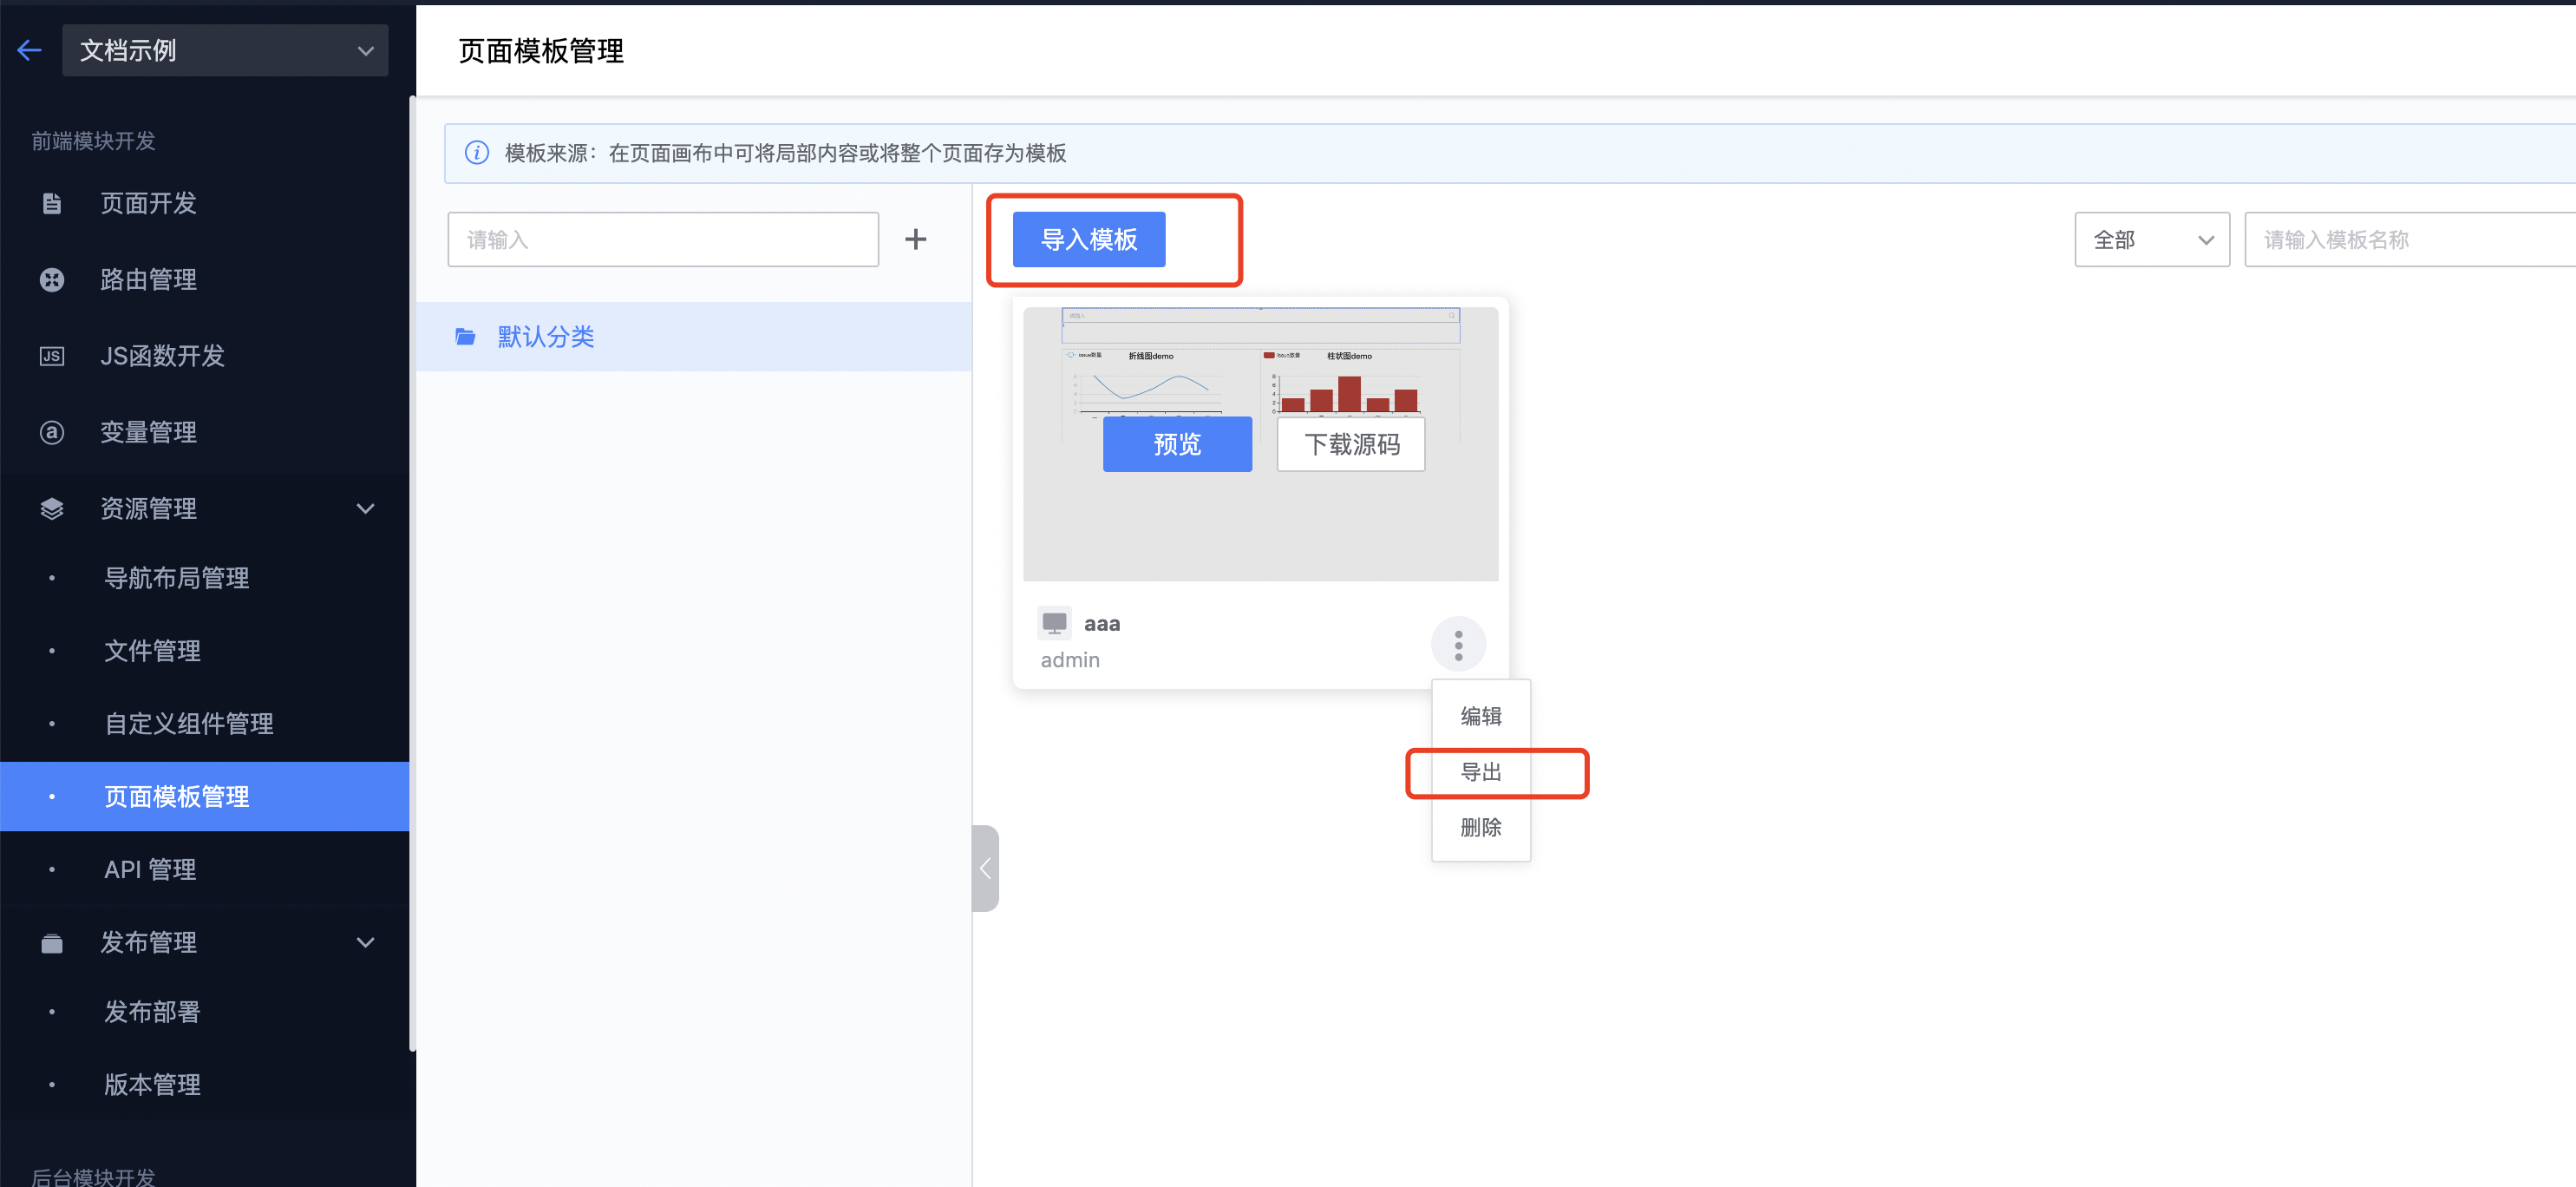 文档示例
前端模块开发
页面开发
路由管理
JS
JS函数开发
a
变量管理
资源管理
导航布局管理
文件管理
自定义组件管理
页面模板管理
API 管理
发布管理
发布部署
版本管理
后台模块开发
页面模板管理
模板来源：在页面画布中可将局部内容或将整个页面存为模板
请输入
默认分类
导入模板
全部
请输入模板名称
请输入
折线图demo
柱状图demo
预览
下载源码
aaa
admin
编辑
导出
删除